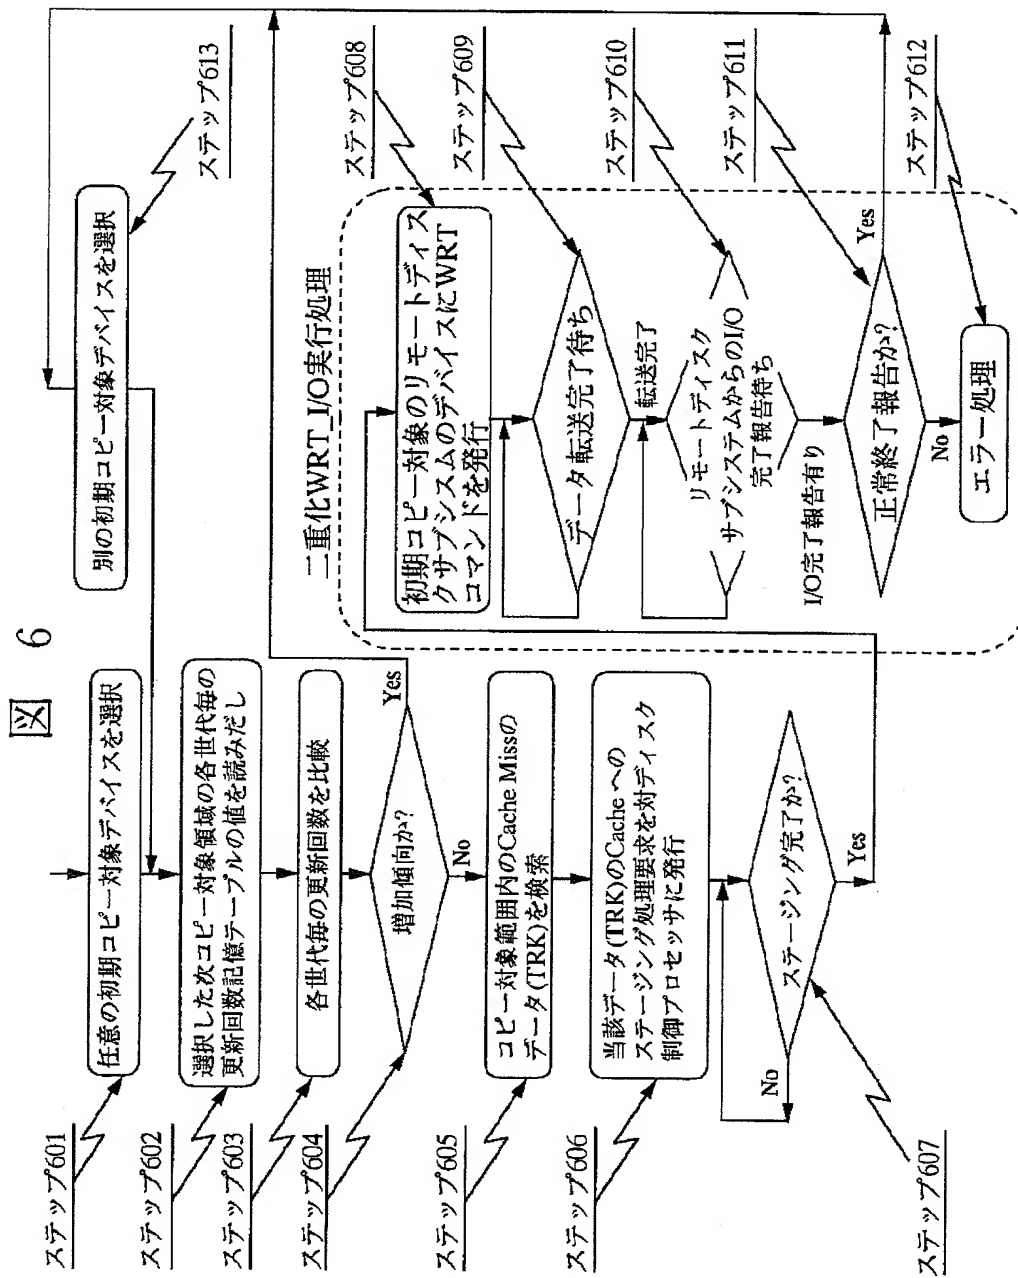 図 6
ステップ601
任意の初期コピー対象デバイスを選択
ステップ602
選択した次コピー対象領域の各世代毎の
更新回数記憶テーブルの値を読みだし
ステップ603
各世代毎の更新回数を比較
ステップ604
増加傾向か?
Yes
No
ステップ605
コピー対象範囲内のCache Missの
データ(TRK)を検索
ステップ606
当該データ(TRK)のCacheへの
ステージング処理要求を対ディスク
制御プロセッサに発行
ステージング完了か?
No
Yes
ステップ607
別の初期コピー対象デバイスを選択
ステップ613
二重化WRT_I/O実行処理
初期コピー対象のリモートディス
クサブシステムのデバイスにWRT
コマンドを発行
ステップ608
データ転送完了待ち
ステップ609
転送完了
リモートディスク
サブシステムからのI/O
完了報告待ち
ステップ610
I/O完了報告有り
正常終了報告か?
ステップ611
Yes
No
エラー処理
ステップ612